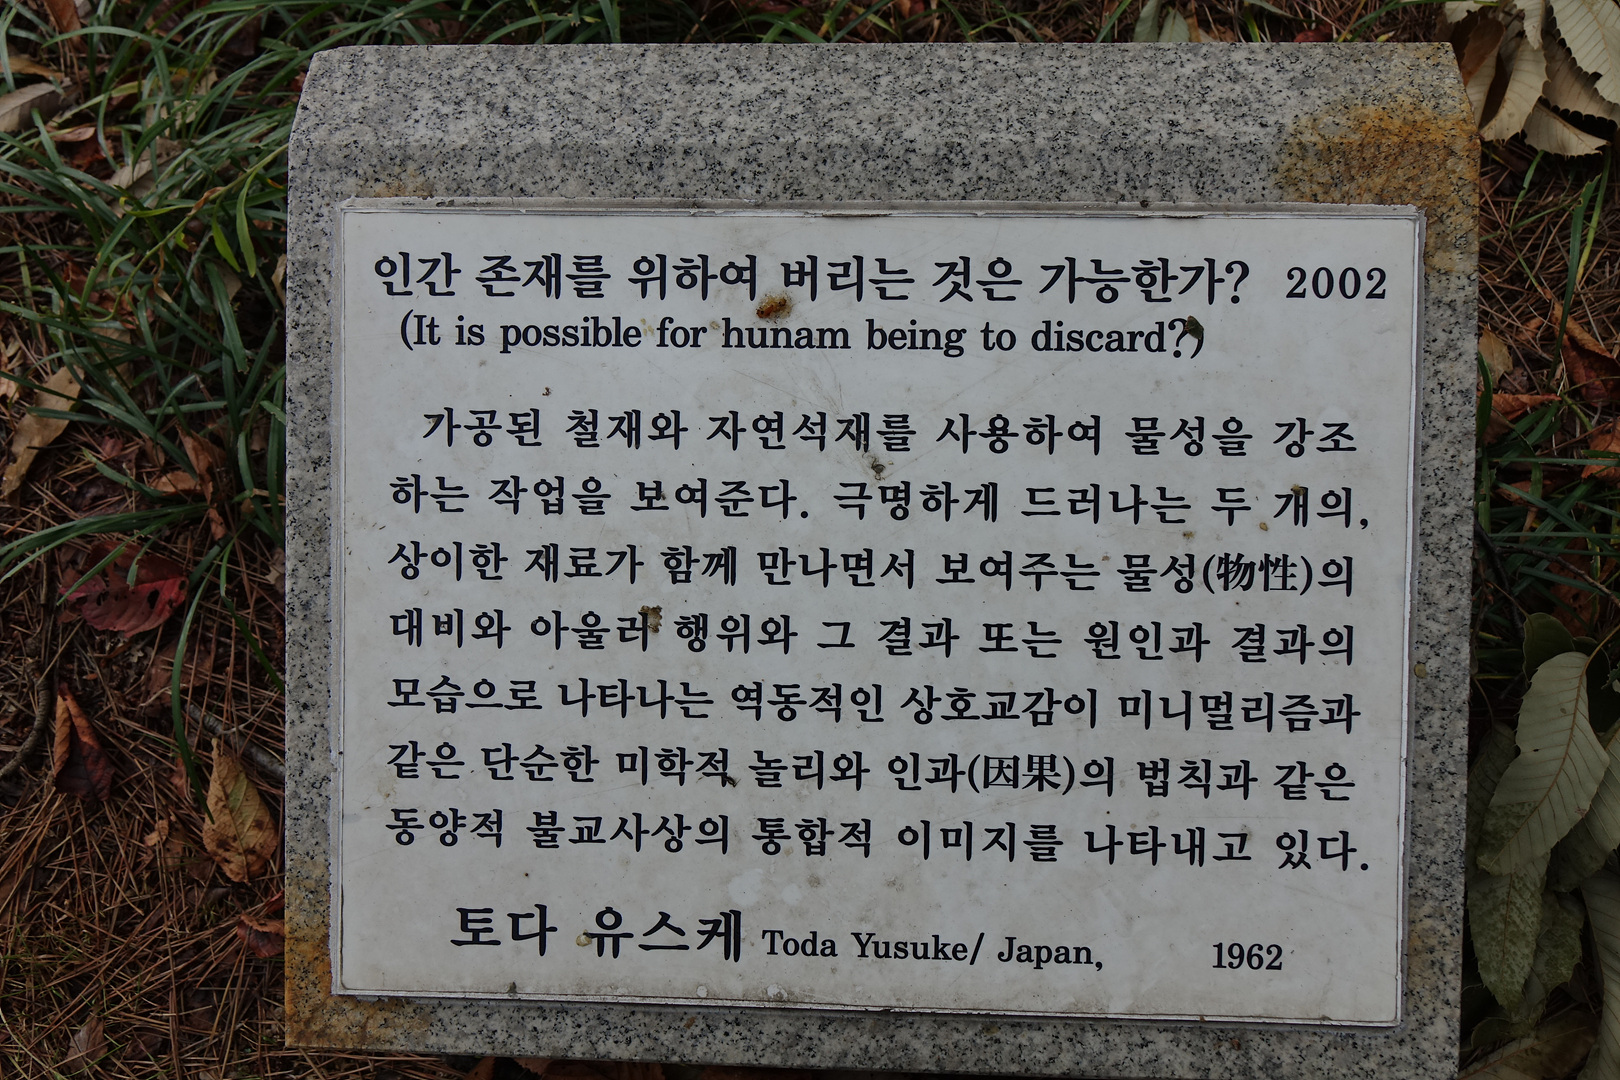 인간 존재를 위하여 버리는 것은 가능한가? 2002
(It is possible for hunam being to discard?)
가공된 철재와 자연석재를 사용하여 물성을 강조
하는 작업을 보여준다. 극명하게 드러나는 두 개의,
상이한 재료가 함께 만나면서 보여주는 물성(物性)의
대비와 아울러 행위와 그 결과 또는 원인과 결과의
모습으로 나타나는 역동적인 상호교감이 미니멀리즘과
같은 단순한 미학적 놀리와 인과(因果)의 법칙과 같은
동양적 불교사상의 통합적 이미지를 나타내고 있다.
토다 유스케 Toda Yusuke/ Japan, 1962